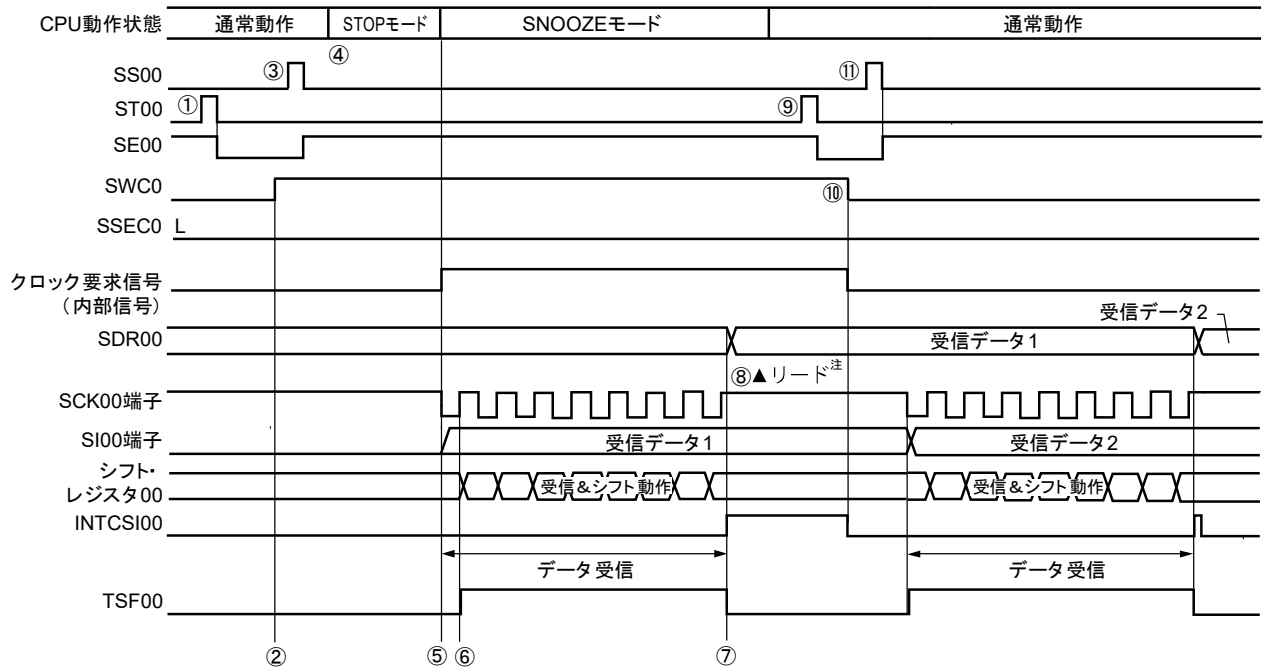 CPU動作状態 通常動作 STOPモード SNOOZEモード 通常動作
④
SS00 ③ ⑪
ST00 ① ⑨
SE00
SWC0 ⑩
SSEC0 L
クロック要求信号
（内部信号）
受信データ2
SDR00 受信データ1
⑧▲リード注
SCK00端子
SI00端子 受信データ1 受信データ2
シフト・
レジスタ00 受信＆シフト動作 受信＆シフト動作
INTCSI00
データ受信 データ受信
TSF00
② ⑤ ⑥ ⑦